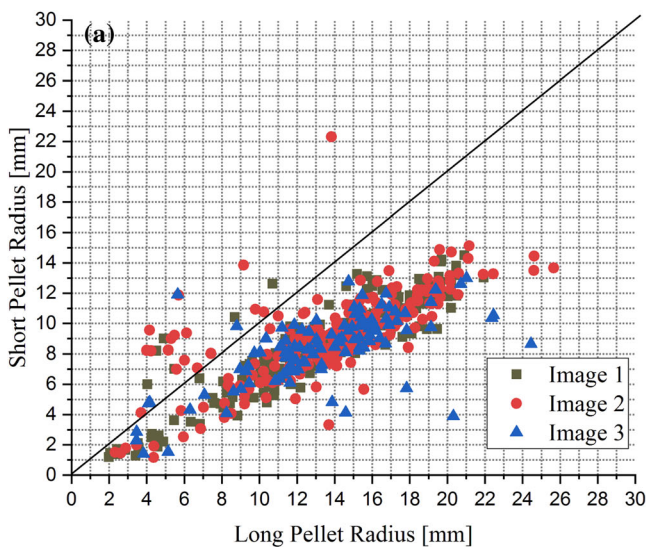 (a)
Short Pellet Radius [mm]
30
28
26
24
22
20
18
16
14
12
10
8
6
4
2
0
Image 1
Image 2
Image 3
0 2 4 6 8 10 12 14 16 18 20 22 24 26 28 30
Long Pellet Radius [mm]